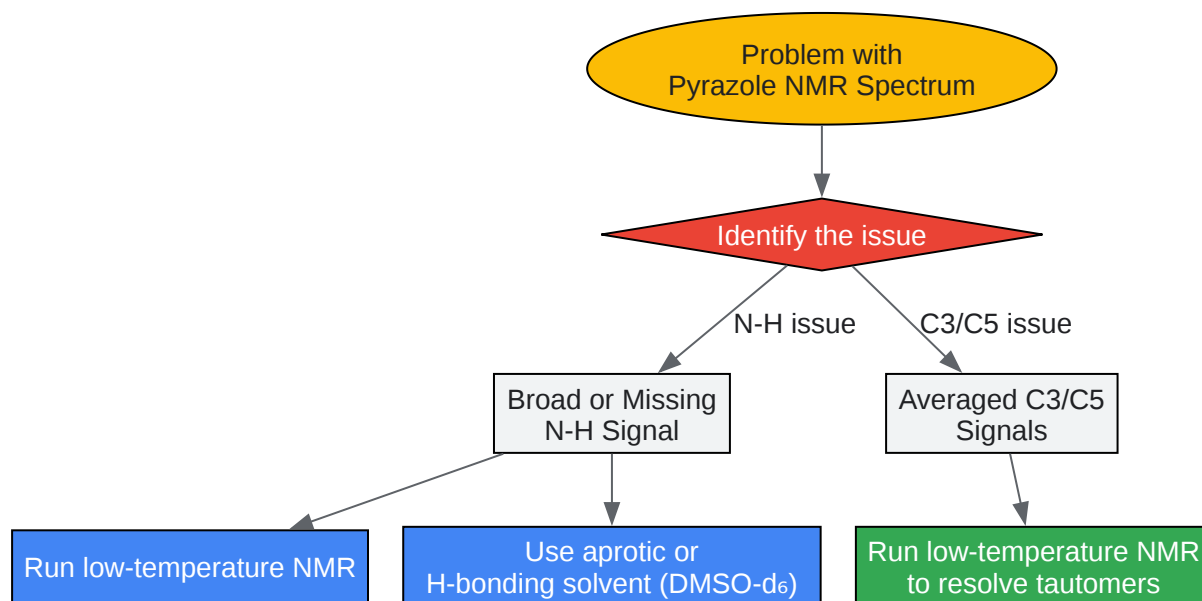 Problem with
Pyrazole NMR Spectrum
Identify the issue
N-H issue
C3/C5 issue
Broad or Missing
N-H Signal
Averaged C3/C5
Signals
Run low-temperature NMR
Use aprotic or
H-bonding solvent (DMSO-d₆)
Run low-temperature NMR
to resolve tautomers